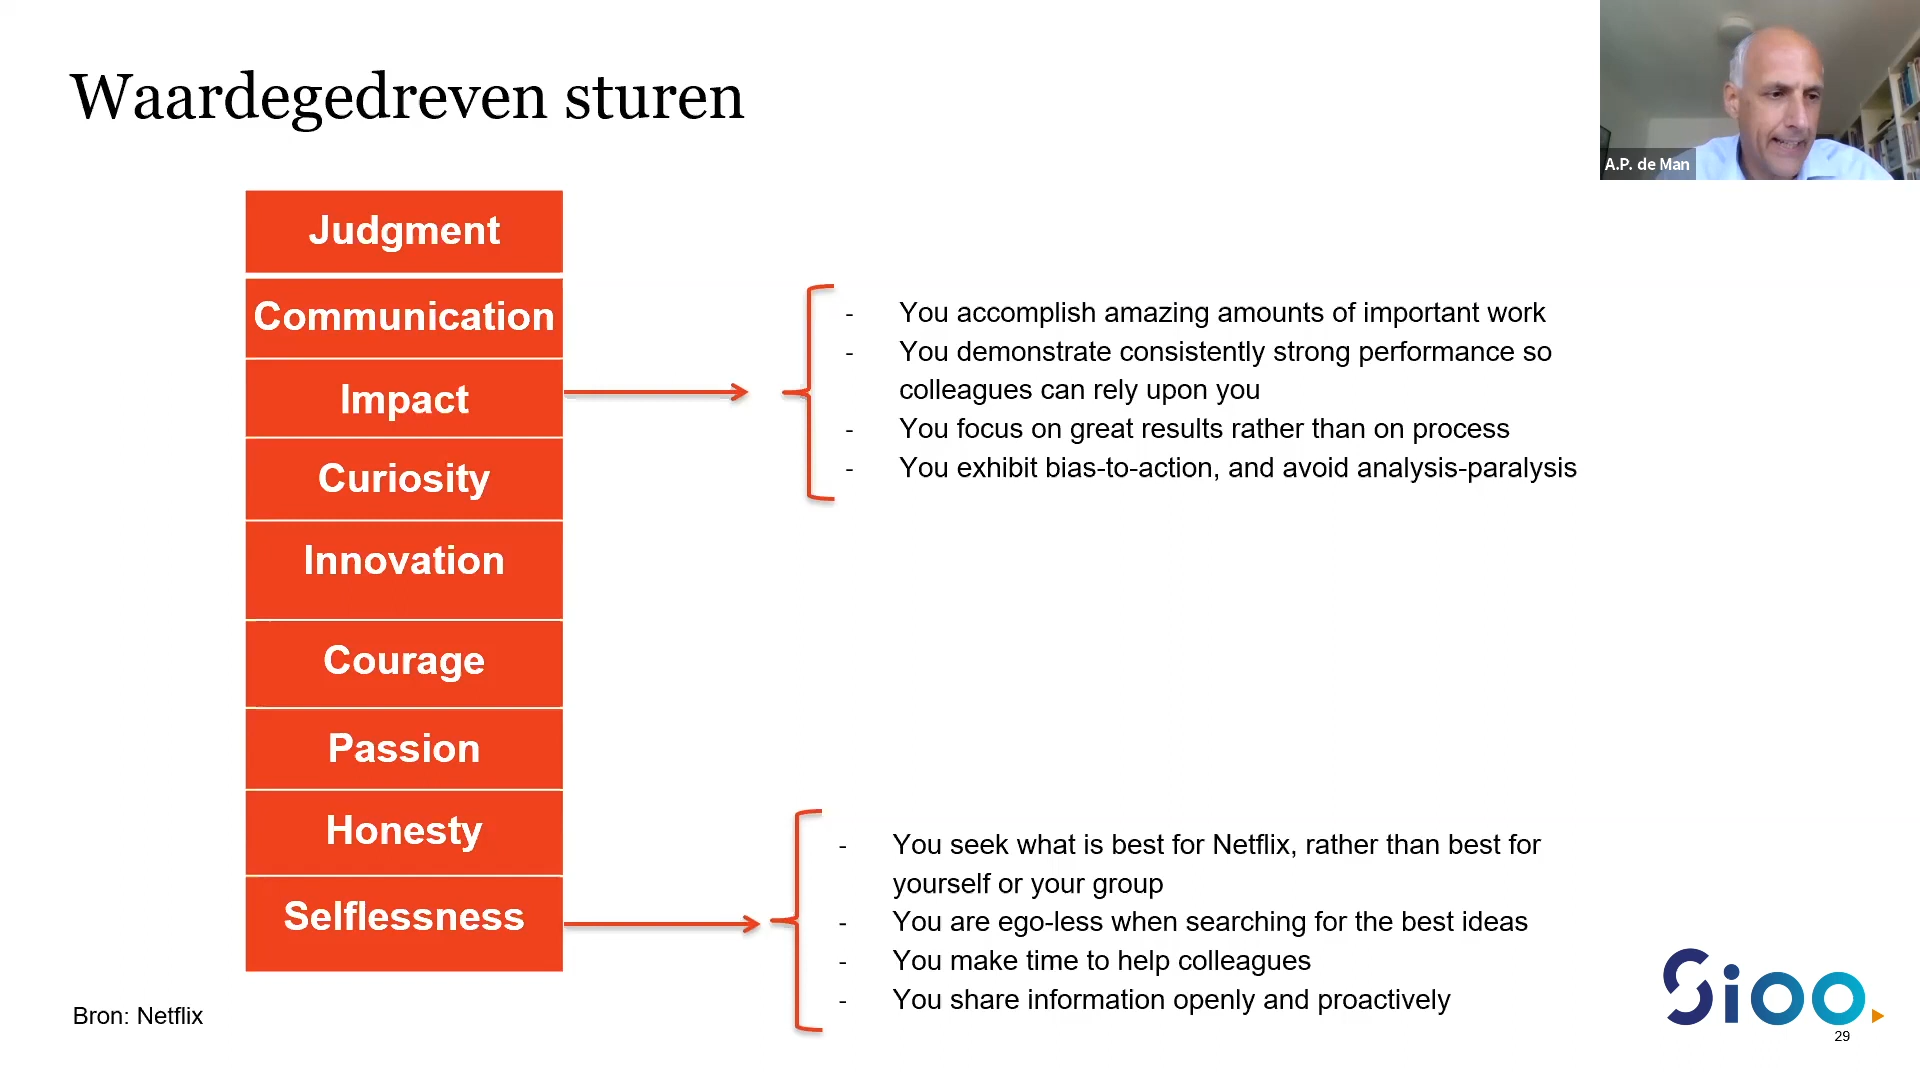 Waardegedreven sturen
A.P. de Man
Judgment
Communication
Impact
Curiosity
Innovation
Courage
Passion
Honesty
Selflessness
- You accomplish amazing amounts of important work
- You demonstrate consistently strong performance so
colleagues can rely upon you
- You focus on great results rather than on process
- You exhibit bias-to-action, and avoid analysis-paralysis
- You seek what is best for Netflix, rather than best for
yourself or your group
- You are ego-less when searching for the best ideas
- You make time to help colleagues
- You share information openly and proactively
Bron: Netflix
Sioo
29